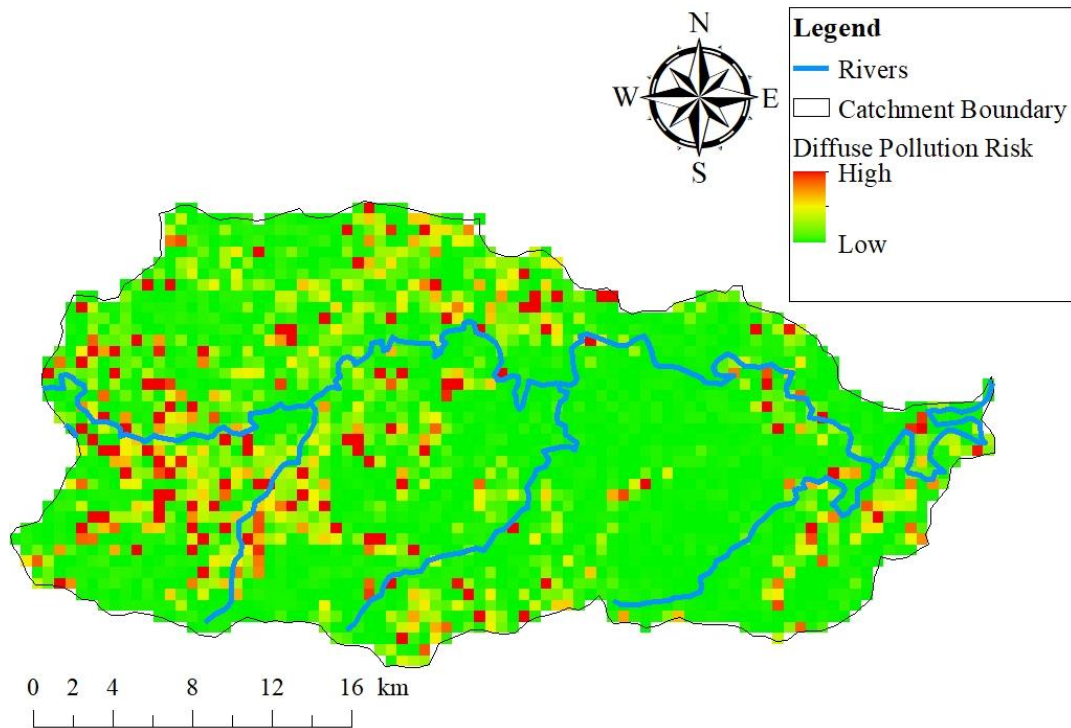 Legend
Rivers
Catchment Boundary
Diffuse Pollution Risk
High
Low
N
W E
S
0 2 4 8 12 16 km